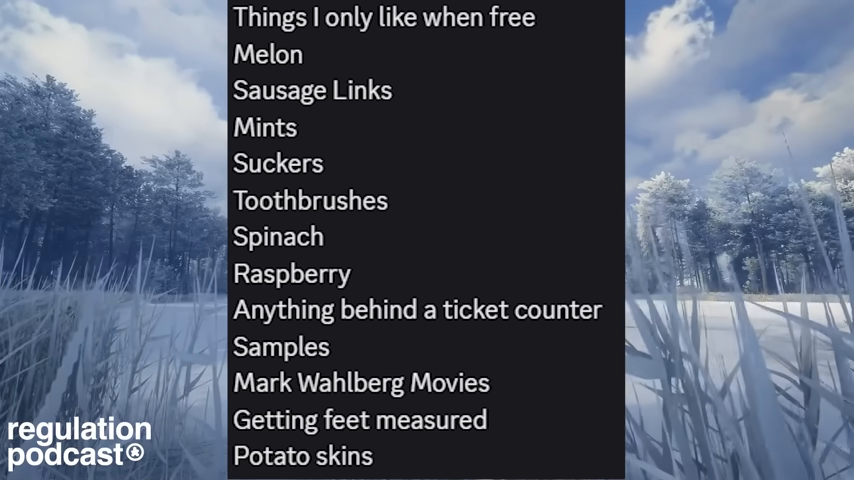 Things I only like when free
Melon
Sausage Links
Mints
Suckers
Toothbrushes
Spinach
Raspberry
Anything behind a ticket counter
Samples
Mark Wahlberg Movies
Getting feet measured
Potato skins
regulation
podcast